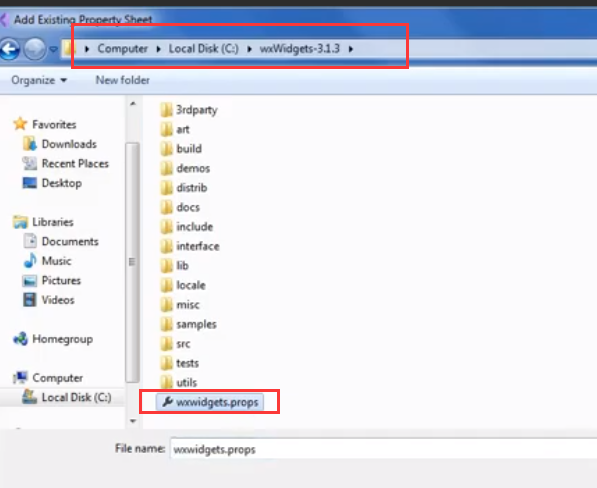 Add Existing Property Sheet
Computer Local Disk (C:) wxWidgets-3.1.3
Organize New folder
Favorites
Downloads
Recent Places
Desktop
Libraries
Documents
Music
Pictures
Videos
Homegroup
Computer
Local Disk (C:)
3rdparty
art
build
demos
distrib
docs
include
interface
lib
locale
misc
samples
src
tests
utils
wxwidgets.props
File name: wxwidgets.props